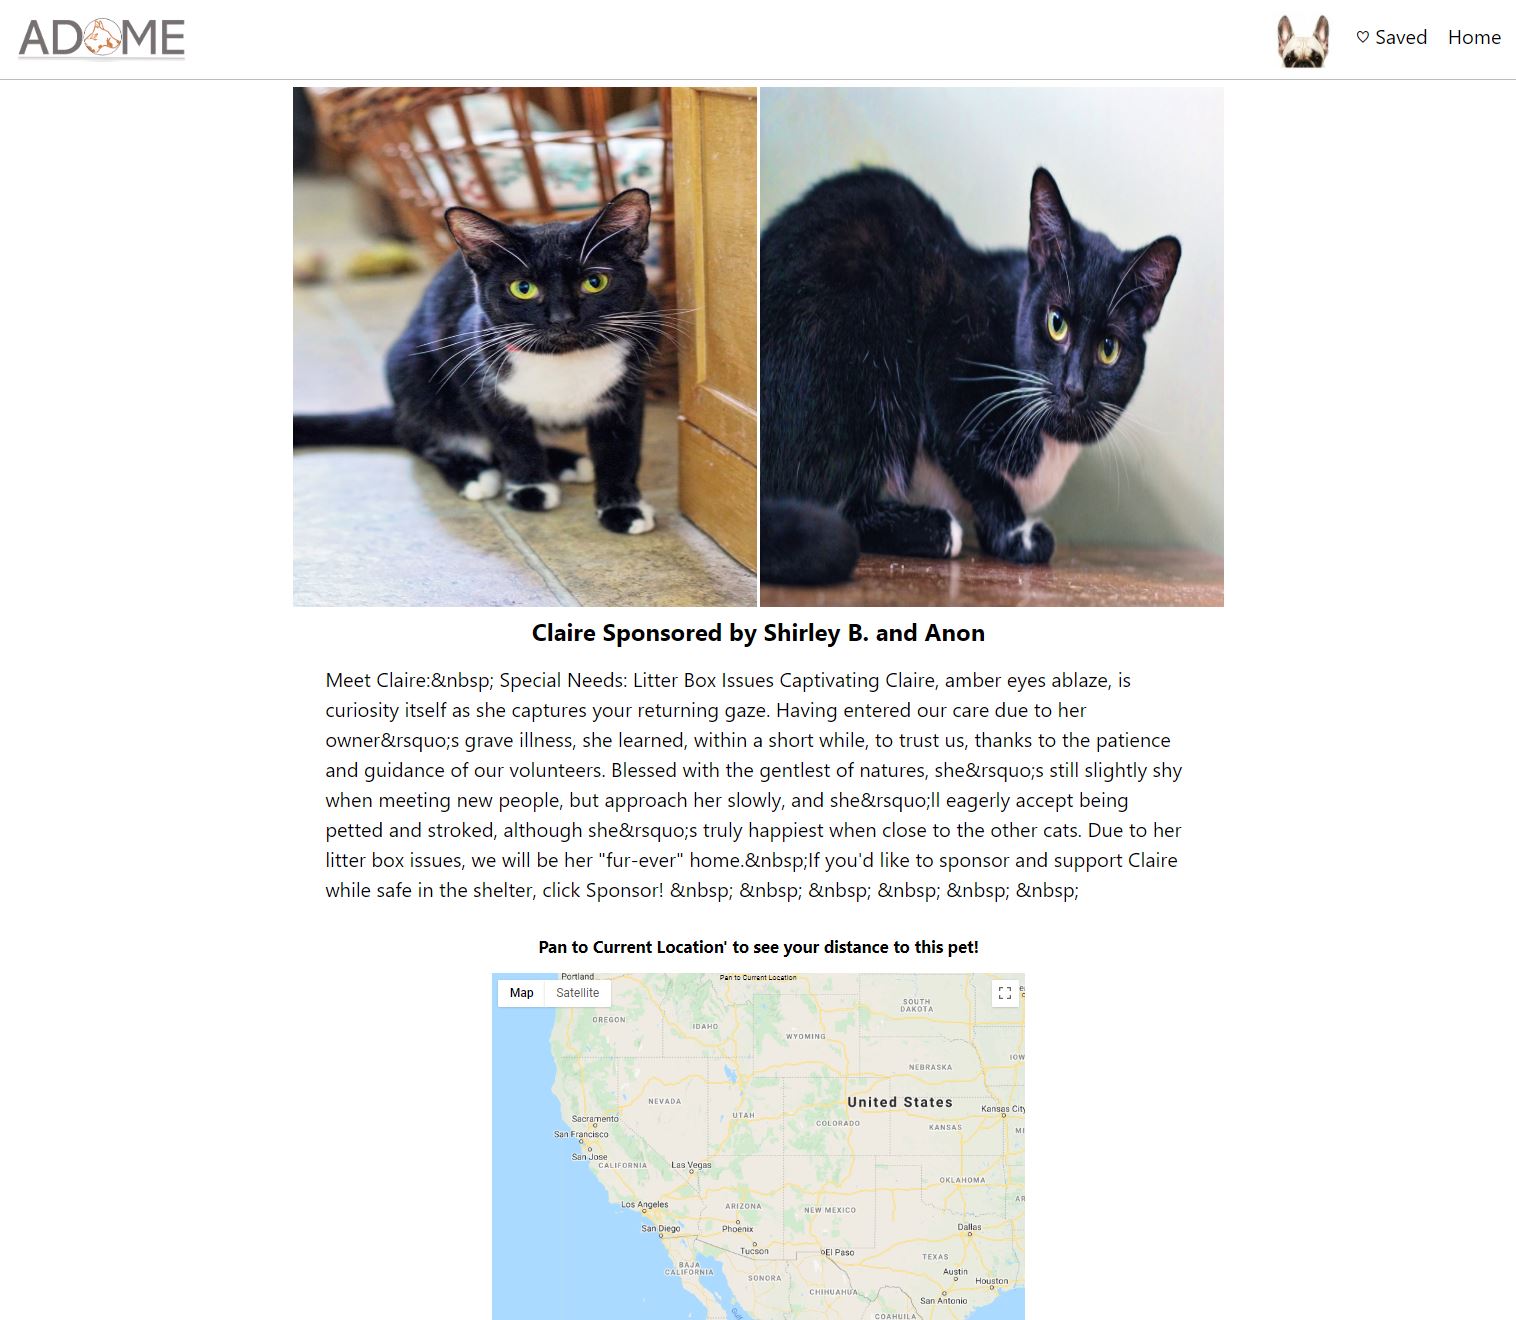 ADOME
♡ Saved Home
Claire Sponsored by Shirley B. and Anon
Meet Claire:&nbsp; Special Needs: Litter Box Issues Captivating Claire, amber eyes ablaze, is
curiosity itself as she captures your returning gaze. Having entered our care due to her
owner&rsquo;s grave illness, she learned, within a short while, to trust us, thanks to the patience
and guidance of our volunteers. Blessed with the gentlest of natures, she&rsquo;s still slightly shy
when meeting new people, but approach her slowly, and she&rsquo;ll eagerly accept being
petted and stroked, although she&rsquo;s truly happiest when close to the other cats. Due to her
litter box issues, we will be her "fur-ever" home.&nbsp;If you'd like to sponsor and support Claire
while safe in the shelter, click Sponsor! &nbsp; &nbsp; &nbsp; &nbsp; &nbsp; &nbsp;
Pan to Current Location' to see your distance to this pet!
Portland
Pan to Current Location
Map Satellite
SOUTH
DAKOTA
OREGON
IDAHO
WYOMING
IOW
NEBRASKA
United States
NEVADA
UTAH
COLORADO
Kansas City
KANSAS
MI
Sacramento
San Francisco
San Jose
CALIFORNIA
Las Vegas
OKLAHOMA
AR
Los Angeles
ARIZONA
NEW MEXICO
San Diego
Phoenix
Dallas
Tucson
El Paso
TEXAS
BAJA
CALIFORNIA
SONORA
Austin
Houston
CHIHUAHUA
San Antonio
COAHUILA
Gulf